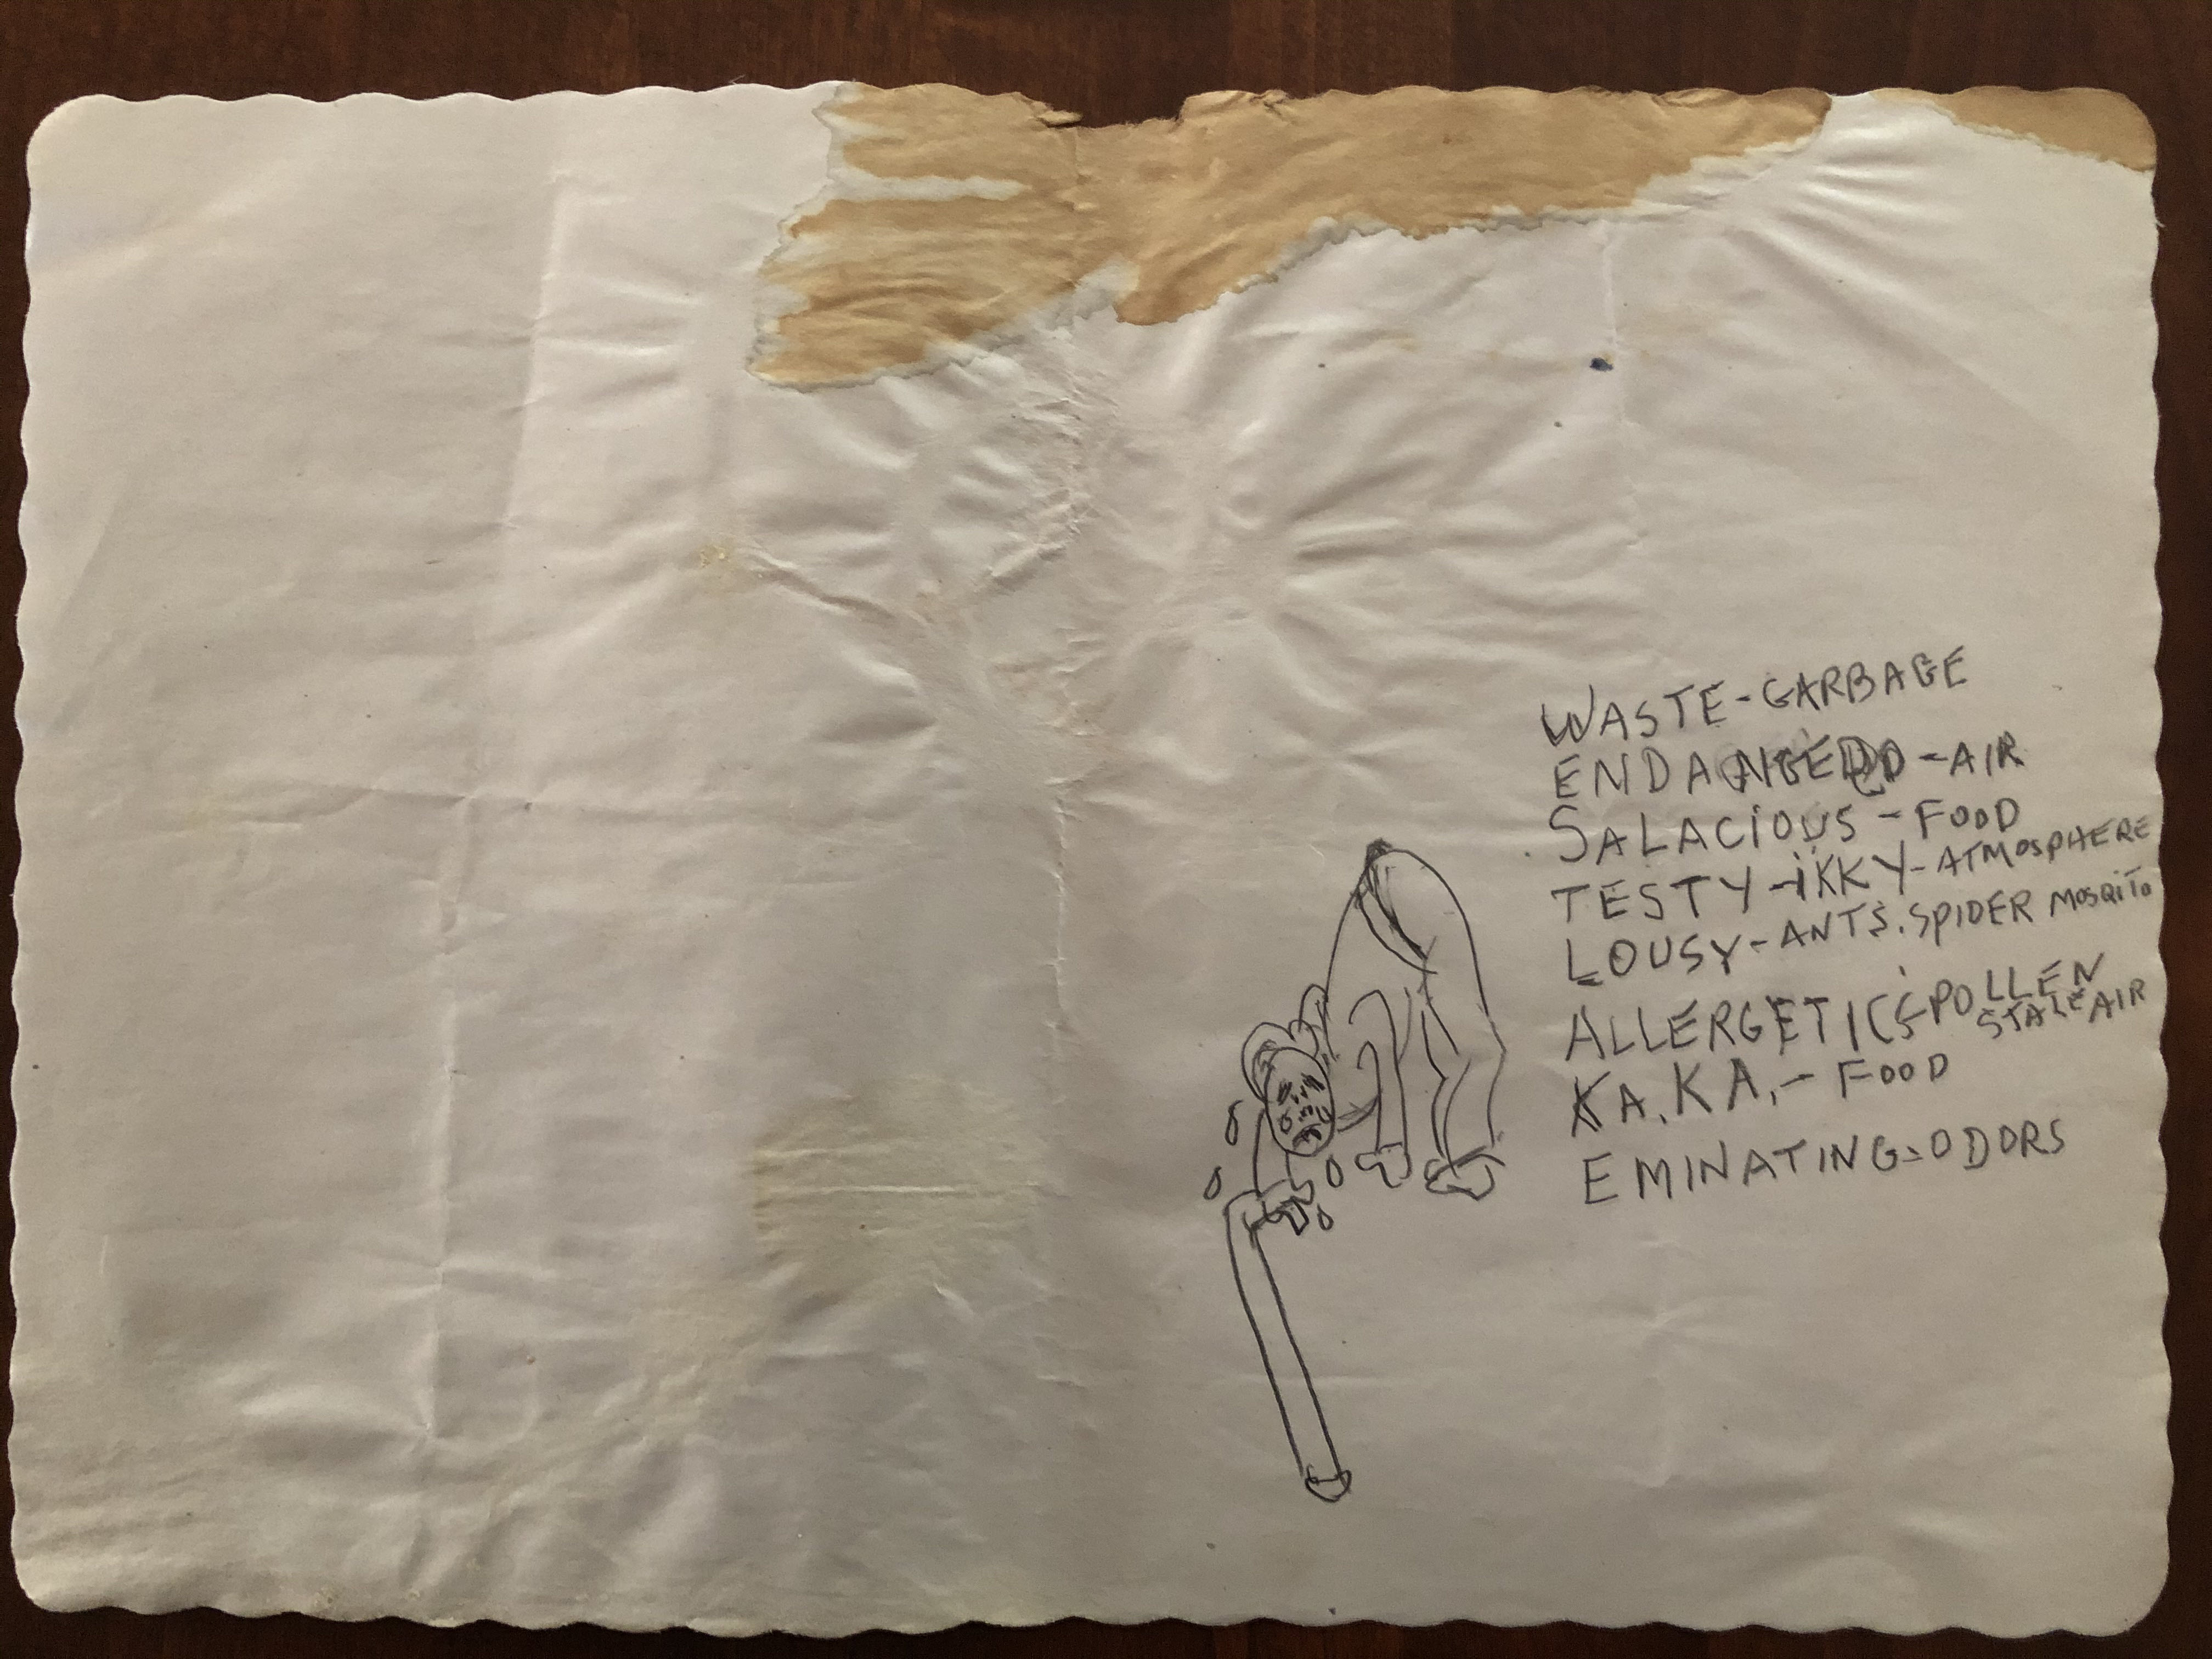 WASTE-GARBAGE
ENDANGERD-AIR
SALACIOUS-FOOD
TESTY-IKKY-ATMOSPHERE
LOUSY-ANTS.SPIDER MOSQITO
ALLERGETICS-POLLEN
STALE AIR
KA.KA.-FOOD
EMINATING-ODORS